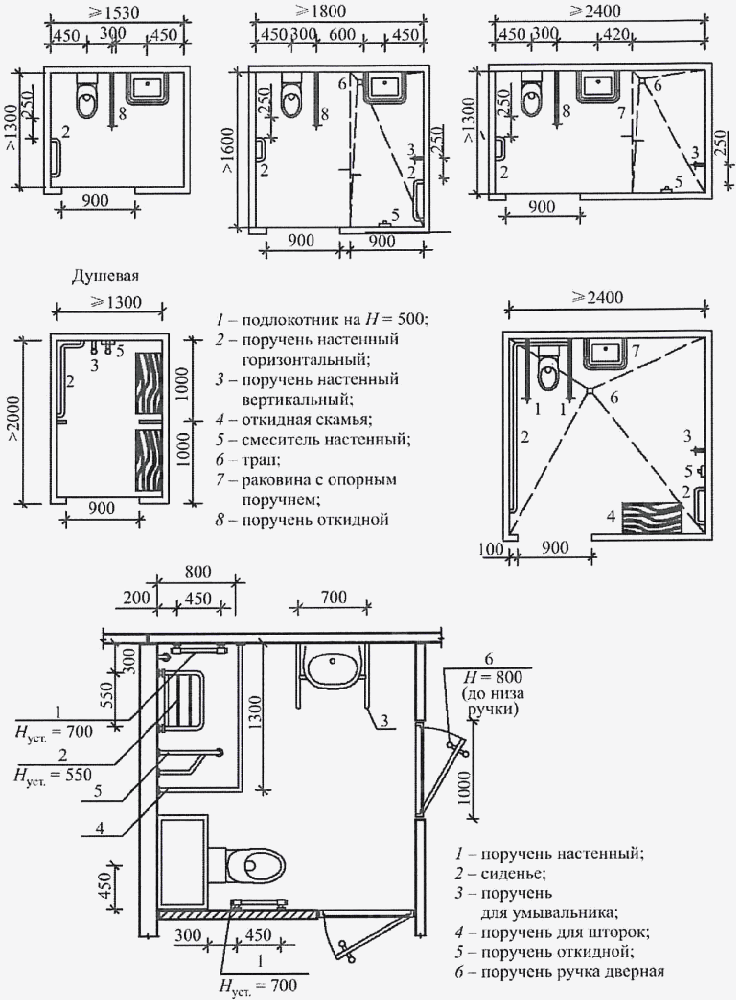 ≥1530
450 300 450
>1300
250
2
8
900
≥1800
450 300 600 450
>1600
250
6
8
2
3
2
5
250
900 900
≥2400
450 300 420
>1300
250
6
8
7
2
3
5
250
900
Душевая
≥1300
>2000
2
3
5
1000
1000
900
1 – подлокотник на H = 500;
2 – поручень настенный
горизонтальный;
3 – поручень настенный
вертикальный;
4 – откидная скамья;
5 – смеситель настенный;
6 – трап;
7 – раковина с опорным
поручнем;
8 – поручень откидной
≥2400
7
6
1 1
2
3
5
2
4
100 900
800
200 450 700
300
550
1300
1
Hуст. = 700
2
Hуст. = 550
5
4
3
6
H = 800
(до низа
ручки)
1000
450
300 450
1
Hуст. = 700
1 – поручень настенный;
2 – сиденье;
3 – поручень
для умывальника;
4 – поручень для шторок;
5 – поручень откидной;
6 – поручень ручка дверная